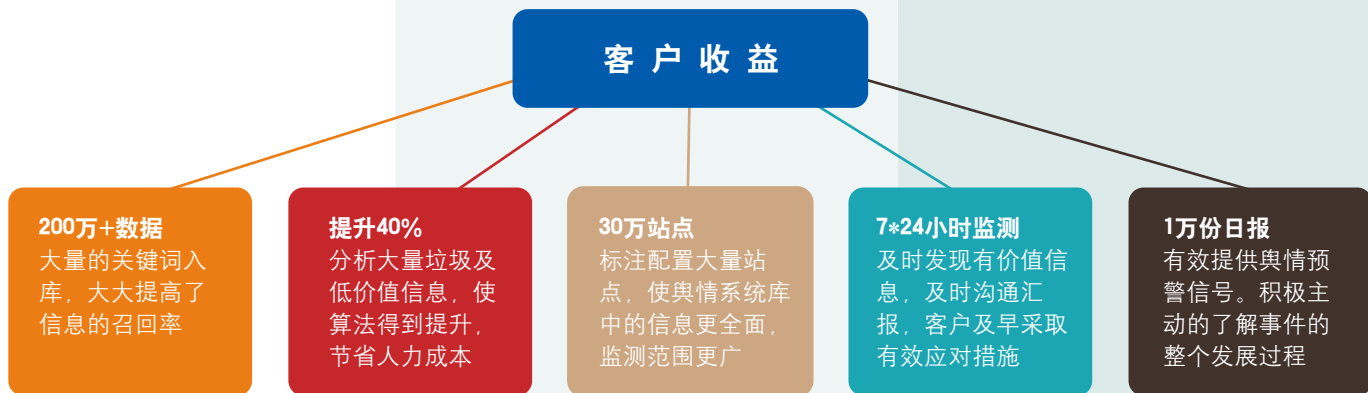 客户收益
200万+数据
大量的关键词入
库，大大提高了
信息的召回率
提升40%
分析大量垃圾及
低价值信息，使
算法得到提升，
节省人力成本
30万站点
标注配置大量站
点，使舆情系统库
中的信息更全面，
监测范围更广
7*24小时监测
及时发现有价值信
息，及时沟通汇
报，客户及早采取
有效应对措施
1万份日报
有效提供舆情预
警信号。积极主
动的了解事件的
整个发展过程